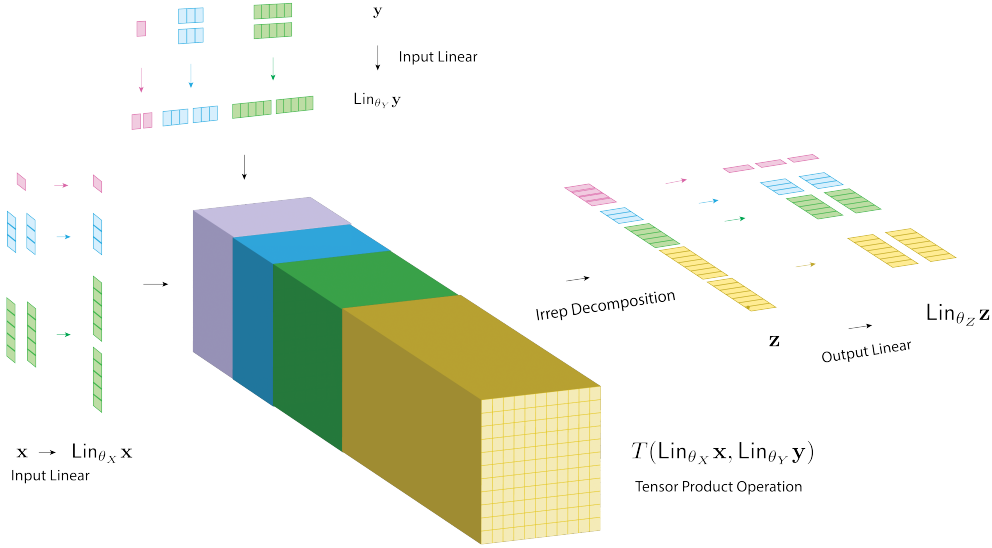 y
Input Linear
Lin_{θ_Y} y
Irrep Decomposition
z
Lin_{θ_Z} z
Output Linear
x → Lin_{θ_X} x
Input Linear
T(Lin_{θ_X} x, Lin_{θ_Y} y)
Tensor Product Operation